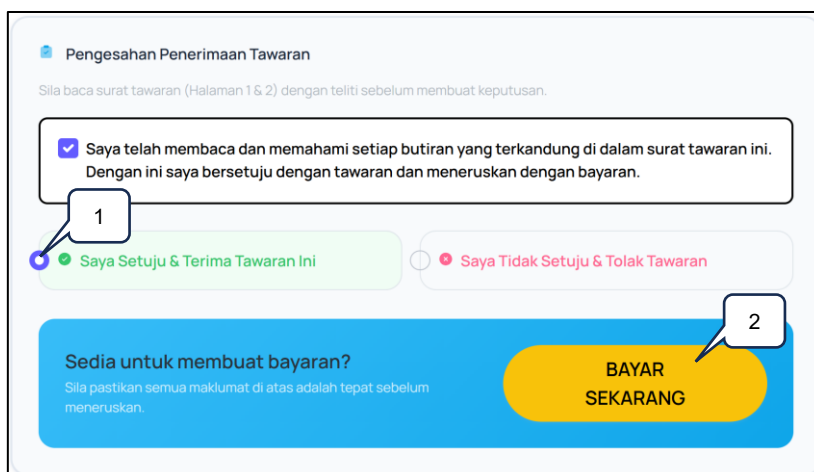 Pengesahan Penerimaan Tawaran
Sila baca surat tawaran (Halaman 1 & 2) dengan teliti sebelum membuat keputusan.
Saya telah membaca dan memahami setiap butiran yang terkandung di dalam surat tawaran ini.
Dengan ini saya bersetuju dengan tawaran dan meneruskan dengan bayaran.
1
Saya Setuju & Terima Tawaran Ini
Saya Tidak Setuju & Tolak Tawaran
2
Sedia untuk membuat bayaran?
Sila pastikan semua maklumat di atas adalah tepat sebelum
meneruskan.
BAYAR
SEKARANG